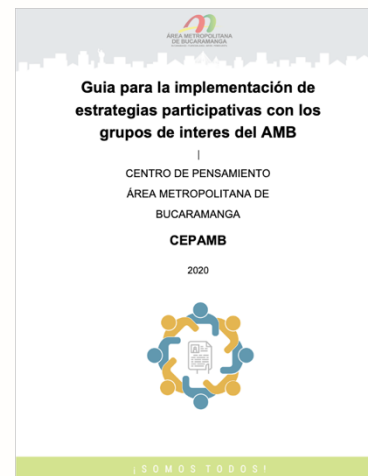 ÁREA METROPOLITANA
DE BUCARAMANGA
Guia para la implementación de
estrategias participativas con los
grupos de interes del AMB
|
CENTRO DE PENSAMIENTO
ÁREA METROPOLITANA DE
BUCARAMANGA
CEPAMB
2020
¡SOMOS TODOS!